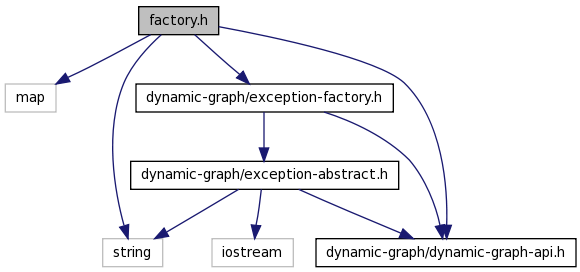 factory.h
map
dynamic-graph/exception-factory.h
dynamic-graph/exception-abstract.h
string
iostream
dynamic-graph/dynamic-graph-api.h